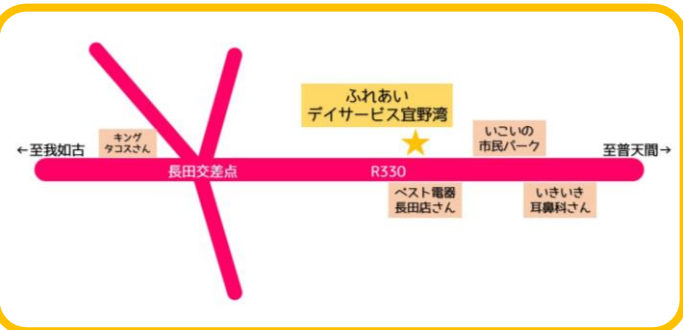 ふれあい
デイサービス宜野湾
いこいの
市民パーク
キング
タコスさん
←至我如古
至普天間→
長田交差点
R330
ベスト電器
長田店さん
いきいき
耳鼻科さん